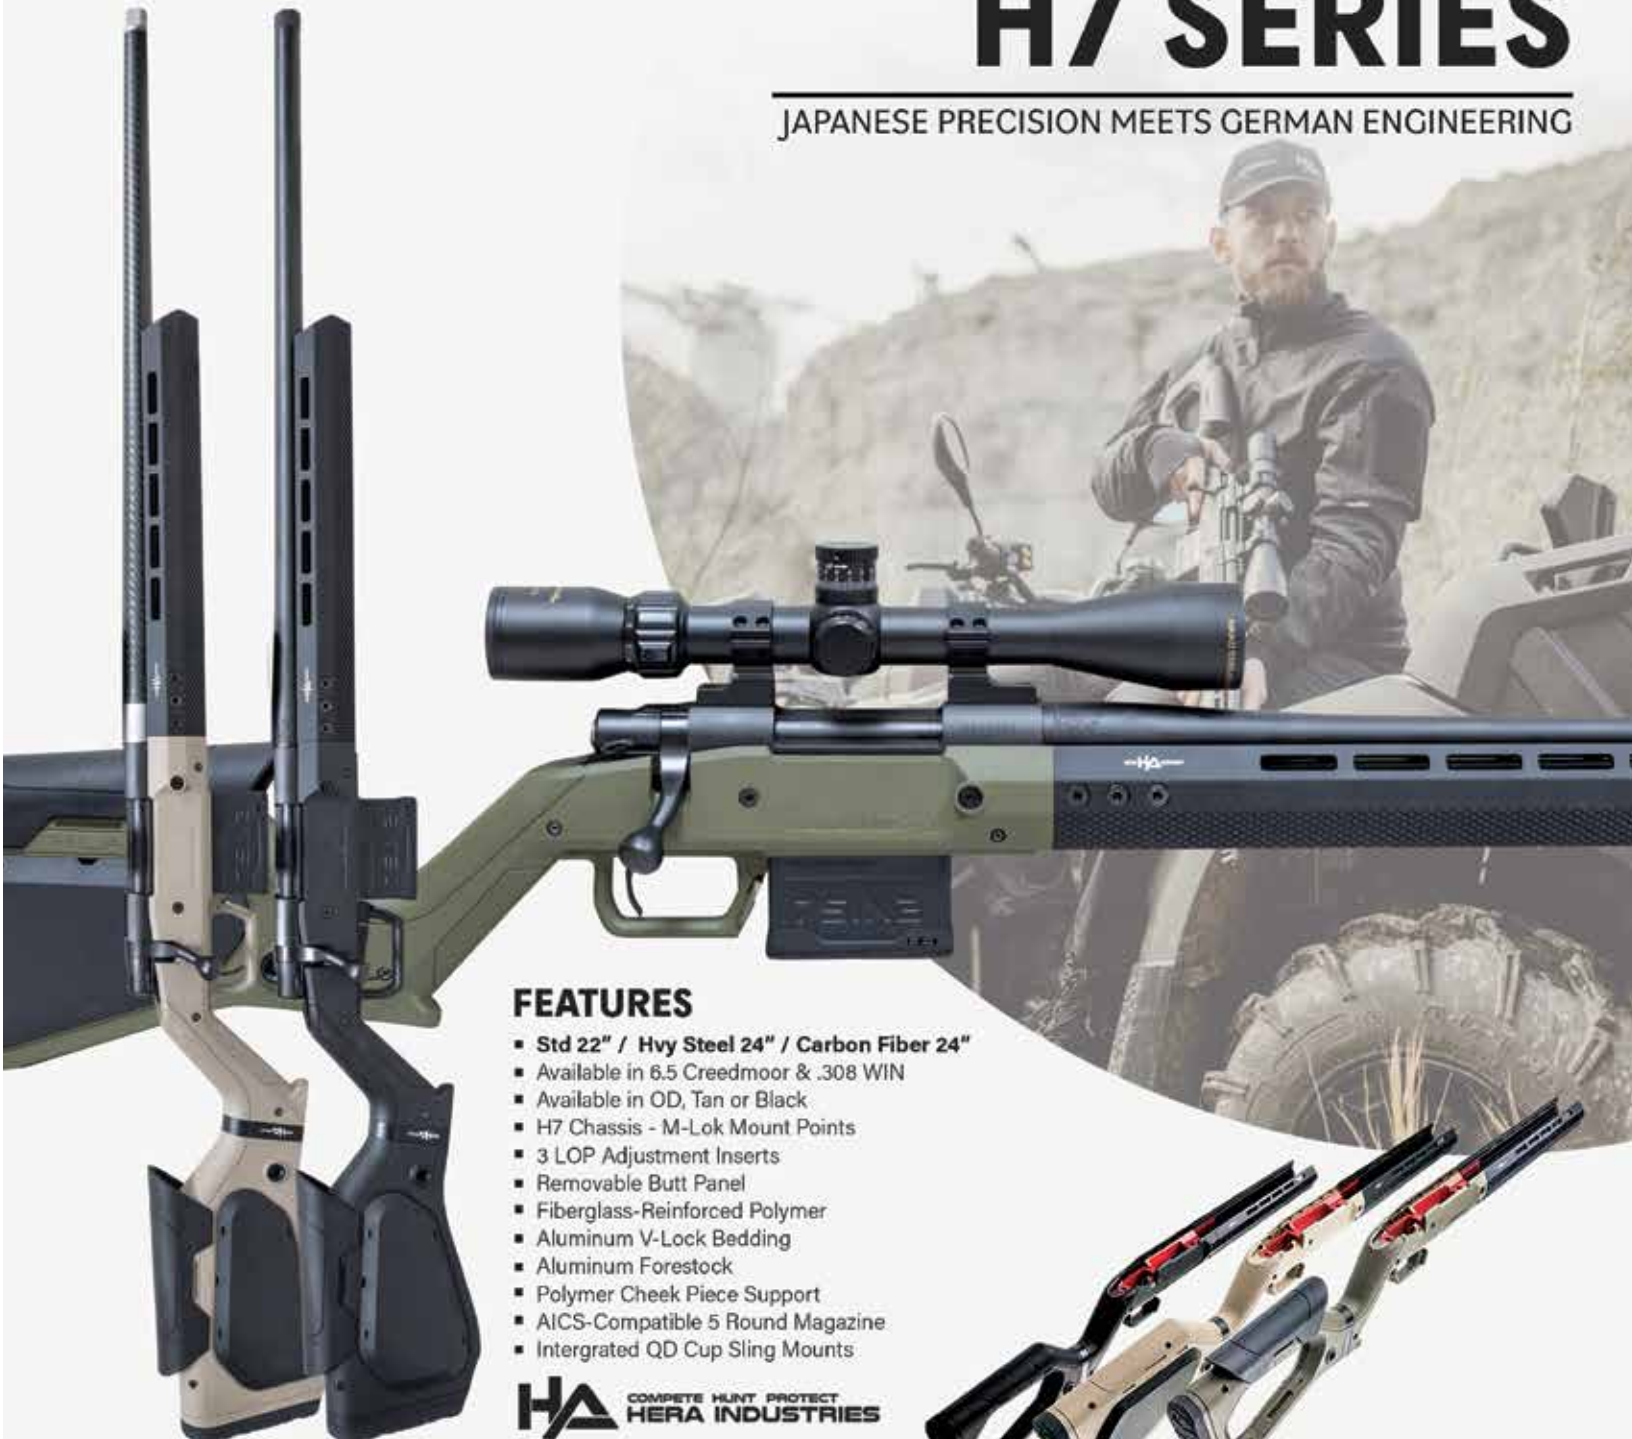 H7 SERIES
JAPANESE PRECISION MEETS GERMAN ENGINEERING
FEATURES
▪ Std 22" / Hvy Steel 24" / Carbon Fiber 24"
▪ Available in 6.5 Creedmoor & .308 WIN
▪ Available in OD, Tan or Black
▪ H7 Chassis - M-Lok Mount Points
▪ 3 LOP Adjustment Inserts
▪ Removable Butt Panel
▪ Fiberglass-Reinforced Polymer
▪ Aluminum V-Lock Bedding
▪ Aluminum Forestock
▪ Polymer Cheek Piece Support
▪ AICS-Compatible 5 Round Magazine
▪ Intergrated QD Cup Sling Mounts
HA
COMPETE HUNT PROTECT
HERA INDUSTRIES